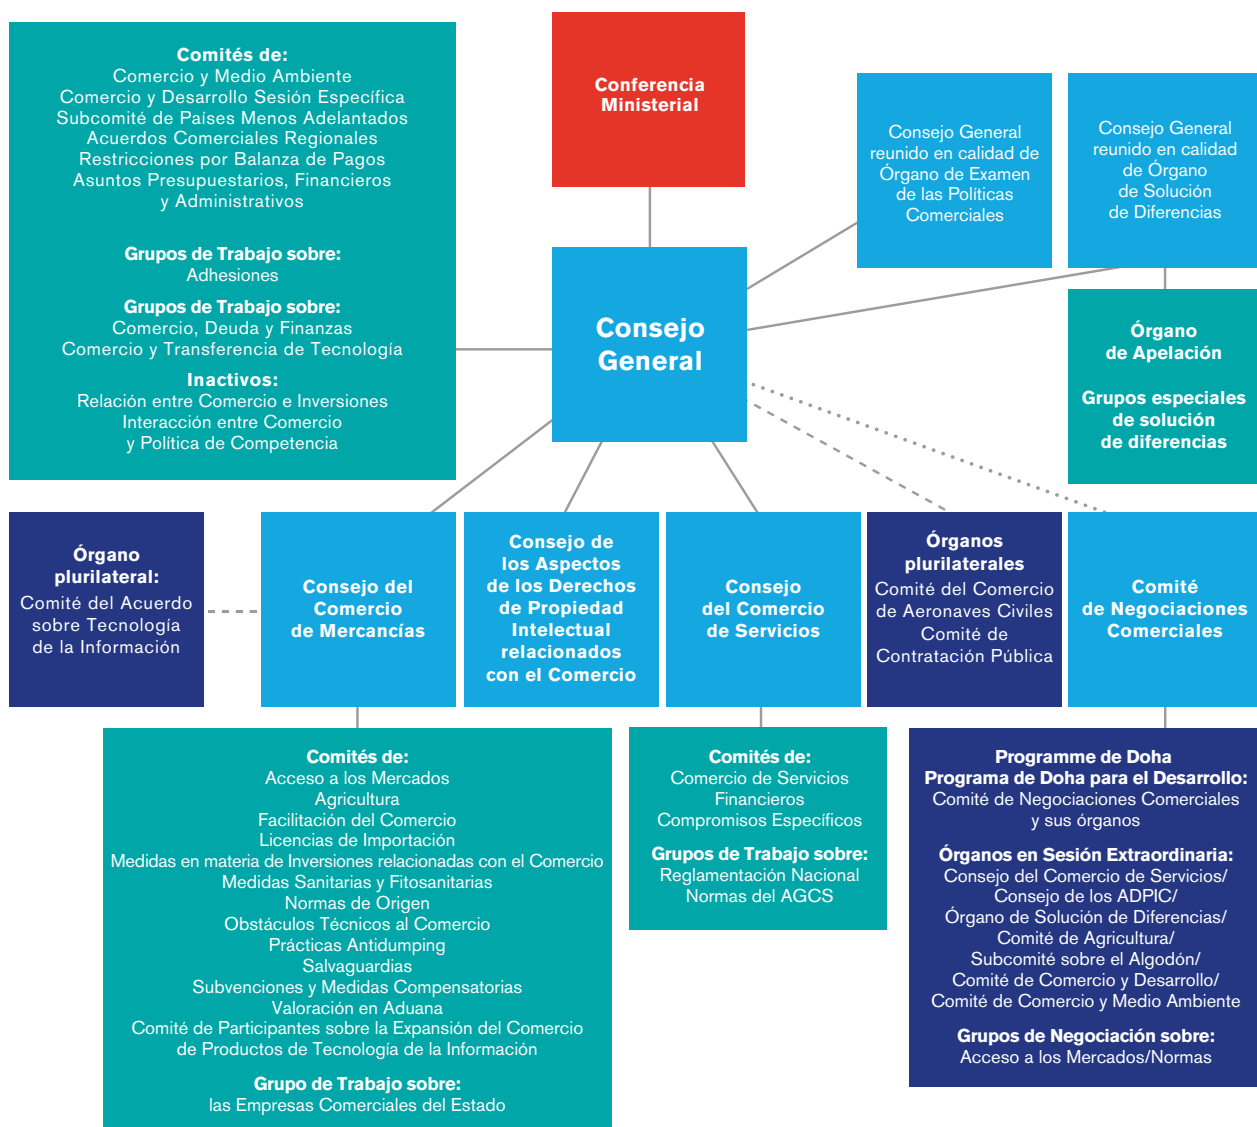 Comités de:
Comercio y Medio Ambiente
Comercio y Desarrollo Sesión Específica
Subcomité de Países Menos Adelantados
Acuerdos Comerciales Regionales
Restricciones por Balanza de Pagos
Asuntos Presupuestarios, Financieros
y Administrativos
Grupos de Trabajo sobre:
Adhesiones
Grupos de Trabajo sobre:
Comercio, Deuda y Finanzas
Comercio y Transferencia de Tecnología
Inactivos:
Relación entre Comercio e Inversiones
Interacción entre Comercio
y Política de Competencia
Conferencia
Ministerial
Consejo General
reunido en calidad de
Órgano de Examen
de las Políticas
Comerciales
Consejo General
reunido en calidad
de Órgano
de Solución
de Diferencias
Consejo
General
Órgano
de Apelación
Grupos especiales
de solución
de diferencias
Órgano
plurilateral:
Comité del Acuerdo
sobre Tecnología
de la Información
Consejo del
Comercio
de Mercancías
Consejo de
los Aspectos
de los Derechos
de Propiedad
Intelectual
relacionados
con el Comercio
Consejo
del Comercio
de Servicios
Órganos
plurilaterales
Comité del Comercio
de Aeronaves Civiles
Comité de
Contratación Pública
Comité
de Negociaciones
Comerciales
Comités de:
Acceso a los Mercados
Agricultura
Facilitación del Comercio
Licencias de Importación
Medidas en materia de Inversiones relacionadas con el Comercio
Medidas Sanitarias y Fitosanitarias
Normas de Origen
Obstáculos Técnicos al Comercio
Prácticas Antidumping
Salvaguardias
Subvenciones y Medidas Compensatorias
Valoración en Aduana
Comité de Participantes sobre la Expansión del Comercio
de Productos de Tecnología de la Información
Grupo de Trabajo sobre:
las Empresas Comerciales del Estado
Comités de:
Comercio de Servicios
Financieros
Compromisos Específicos
Grupos de Trabajo sobre:
Reglamentación Nacional
Normas del AGCS
Programme de Doha
Programa de Doha para el Desarrollo:
Comité de Negociaciones Comerciales
y sus órganos
Órganos en Sesión Extraordinaria:
Consejo del Comercio de Servicios/
Consejo de los ADPIC/
Órgano de Solución de Diferencias/
Comité de Agricultura/
Subcomité sobre el Algodón/
Comité de Comercio y Desarrollo/
Comité de Comercio y Medio Ambiente
Grupos de Negociación sobre:
Acceso a los Mercados/Normas